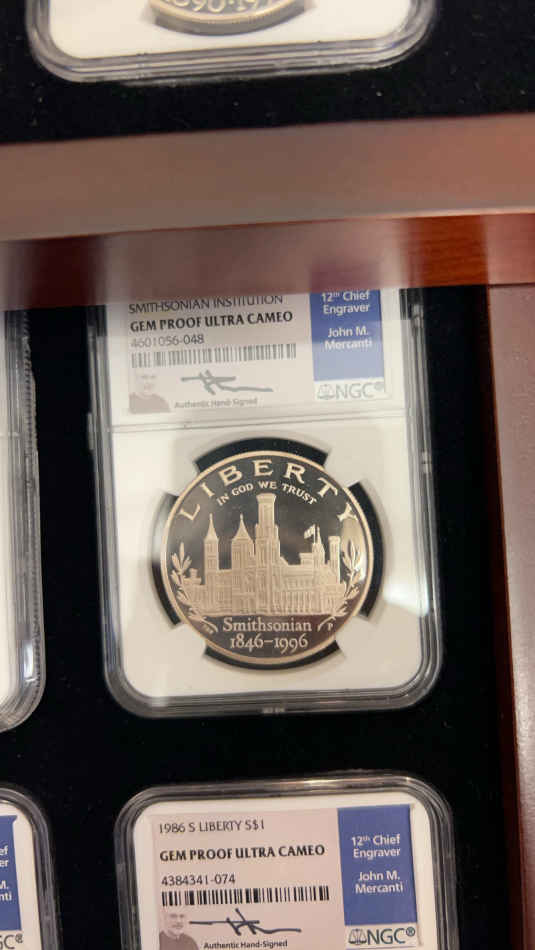 SMITHSONIAN INSTITUTION
GEM PROOF ULTRA CAMEO
4601056-048
Authentic Hand-Signed
12th Chief
Engraver
John M.
Mercanti
NGC®
LIBERTY
IN GOD WE TRUST
Smithsonian
P
1846-1996
1986 S LIBERTY S$1
GEM PROOF ULTRA CAMEO
4384341-074
Authentic Hand-Signed
12th Chief
Engraver
John M.
Mercanti
NGC®